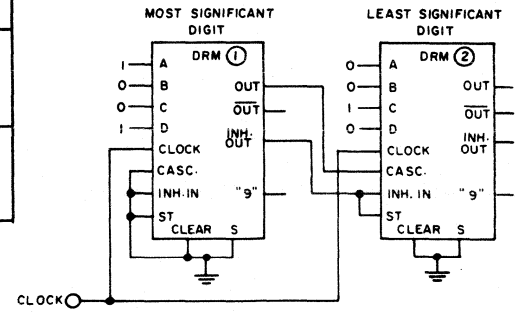 MOST SIGNIFICANT
DIGIT
DRM 1
1 A
0 B
0 C
1 D
CLOCK
CASC.
INH. IN
ST
CLEAR S
OUT
OUT
INH.
OUT
"9"
LEAST SIGNIFICANT
DIGIT
DRM 2
0 A
0 B
1 C
0 D
CLOCK
CASC.
INH. IN
ST
CLEAR S
OUT
OUT
INH.
OUT
"9"
CLOCK